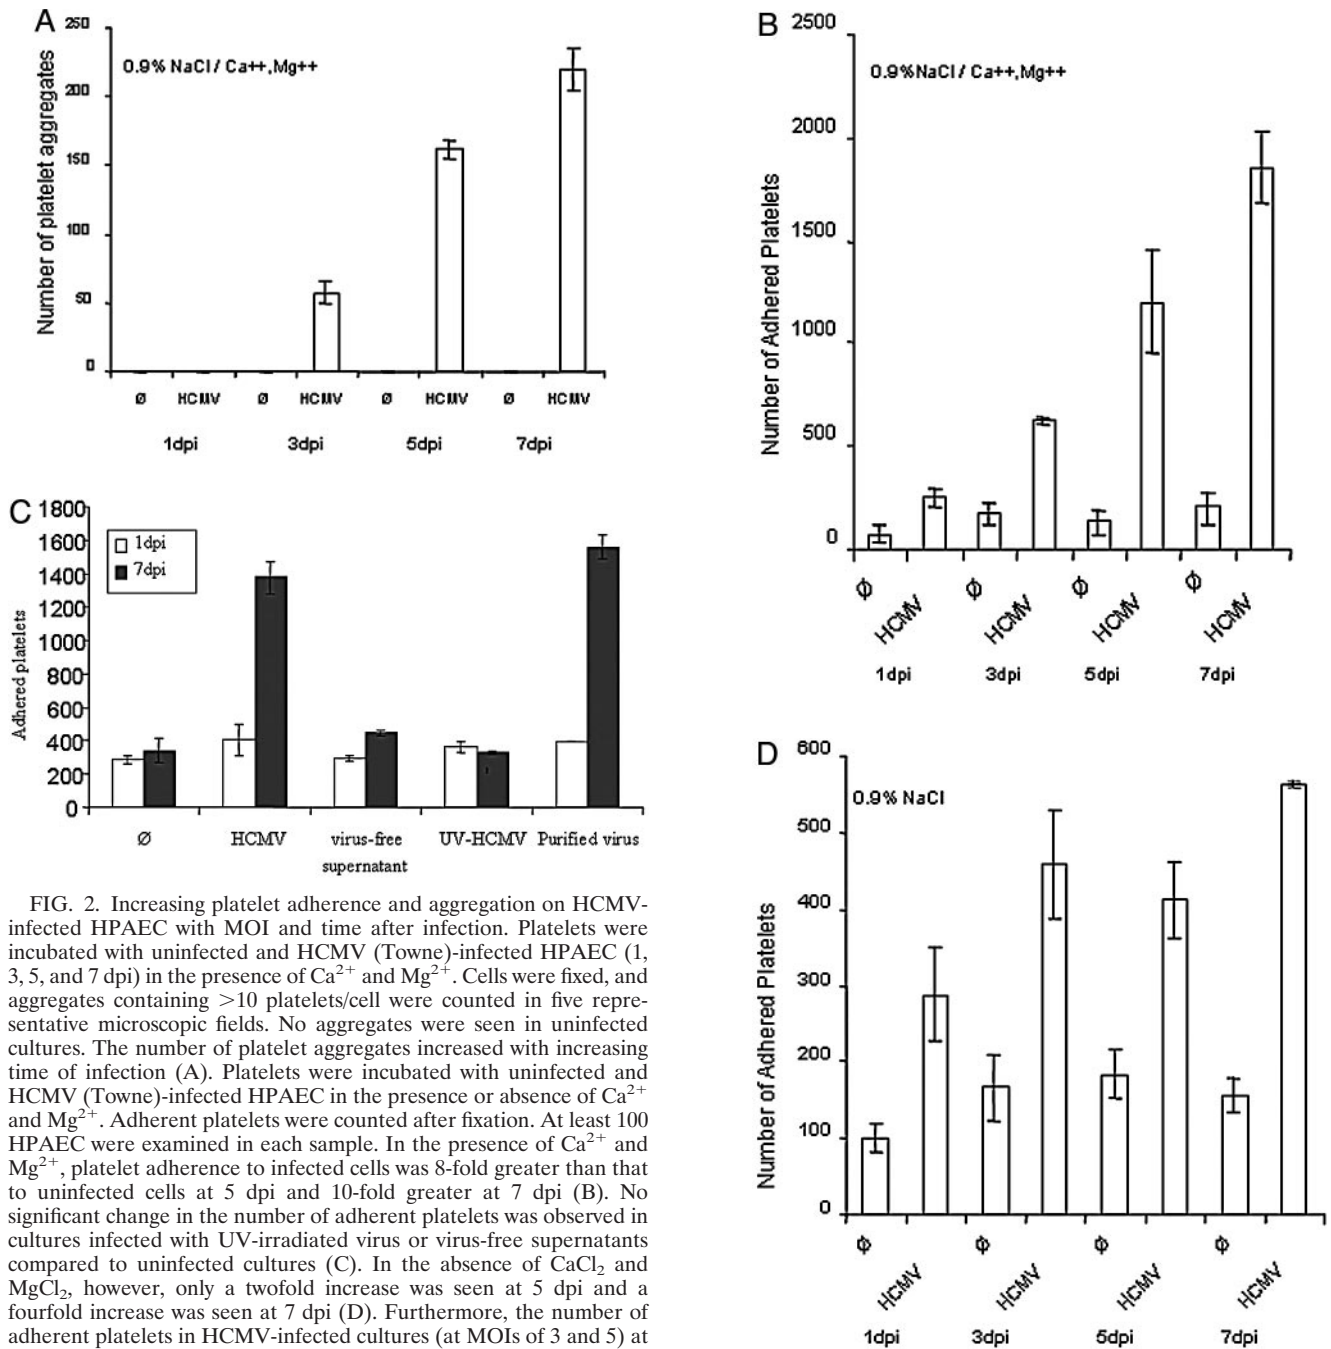 A
250
200
150
100
50
0
Number of platelet aggregates
0.9% NaCl / Ca++,Mg++
Ø HCMV Ø HCMV Ø HCMV Ø HCMV
1dpi 3dpi 5dpi 7dpi
B
2500
2000
1500
1000
500
0
Number of Adhered Platelets
0.9%NaCl / Ca++,Mg++
Φ HCMV Φ HCMV Φ HCMV Φ HCMV
1dpi 3dpi 5dpi 7dpi
C
1800
1600
1400
1200
1000
800
600
400
200
0
Adhered platelets
1dpi
7dpi
Ø HCMV virus-free UV-HCMV Purified virus
supernatant
FIG. 2. Increasing platelet adherence and aggregation on HCMV-
infected HPAEC with MOI and time after infection. Platelets were
incubated with uninfected and HCMV (Towne)-infected HPAEC (1,
3, 5, and 7 dpi) in the presence of Ca²⁺ and Mg²⁺. Cells were fixed, and
aggregates containing >10 platelets/cell were counted in five repre-
sentative microscopic fields. No aggregates were seen in uninfected
cultures. The number of platelet aggregates increased with increasing
time of infection (A). Platelets were incubated with uninfected and
HCMV (Towne)-infected HPAEC in the presence or absence of Ca²⁺
and Mg²⁺. Adherent platelets were counted after fixation. At least 100
HPAEC were examined in each sample. In the presence of Ca²⁺ and
Mg²⁺, platelet adherence to infected cells was 8-fold greater than that
to uninfected cells at 5 dpi and 10-fold greater at 7 dpi (B). No
significant change in the number of adherent platelets was observed in
cultures infected with UV-irradiated virus or virus-free supernatants
compared to uninfected cultures (C). In the absence of CaCl₂ and
MgCl₂, however, only a twofold increase was seen at 5 dpi and a
fourfold increase was seen at 7 dpi (D). Furthermore, the number of
adherent platelets in HCMV-infected cultures (at MOIs of 3 and 5) at
D
600
500
400
300
200
100
0
Number of Adhered Platelets
0.9% NaCl
Φ HCMV Φ HCMV Φ HCMV Φ HCMV
1dpi 3dpi 5dpi 7dpi